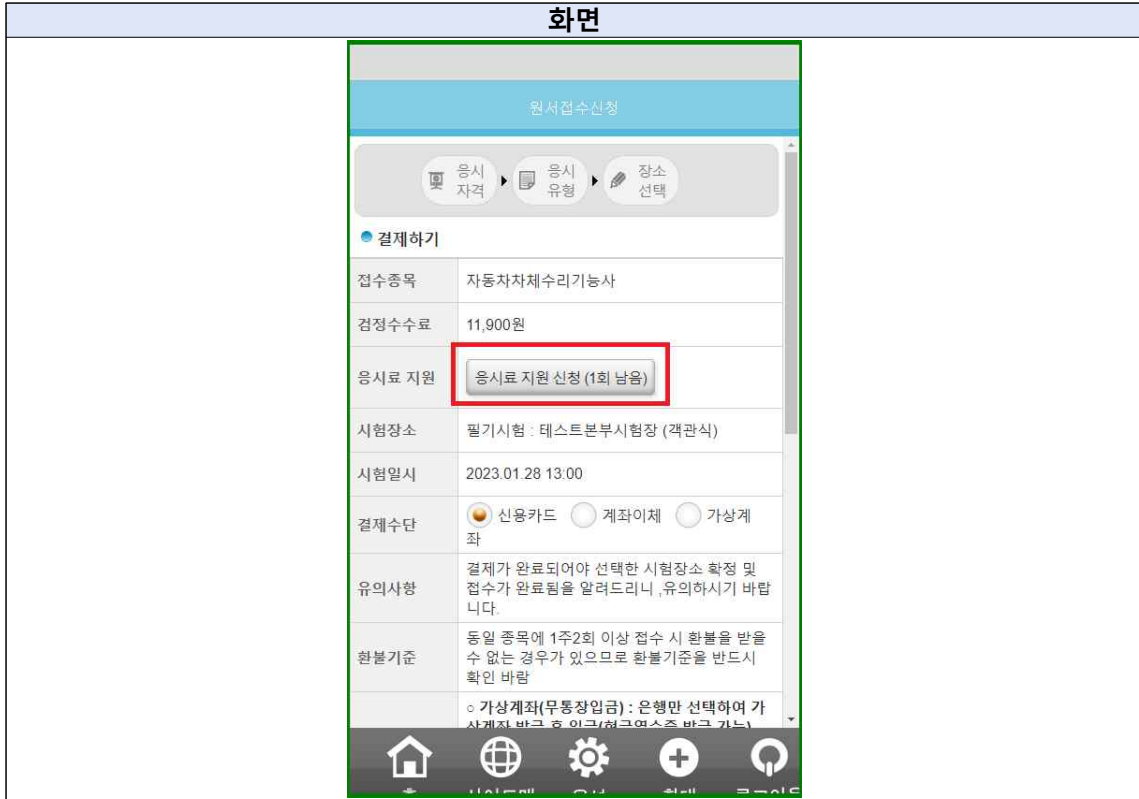 화면
원서접수신청
응시
자격
응시
유형
장소
선택
결제하기
접수종목
자동차차체수리기능사
검정수수료
11,900원
응시료 지원
응시료 지원 신청 (1회 남음)
시험장소
필기시험 : 테스트본부시험장 (객관식)
시험일시
2023.01.28 13:00
결제수단
신용카드 계좌이체 가상계
좌
유의사항
결제가 완료되어야 선택한 시험장소 확정 및
접수가 완료됨을 알려드리니 ,유의하시기 바랍
니다.
환불기준
동일 종목에 1주2회 이상 접수 시 환불을 받을
수 없는 경우가 있으므로 환불기준을 반드시
확인 바람
○ 가상계좌(무통장입금) : 은행만 선택하여 가